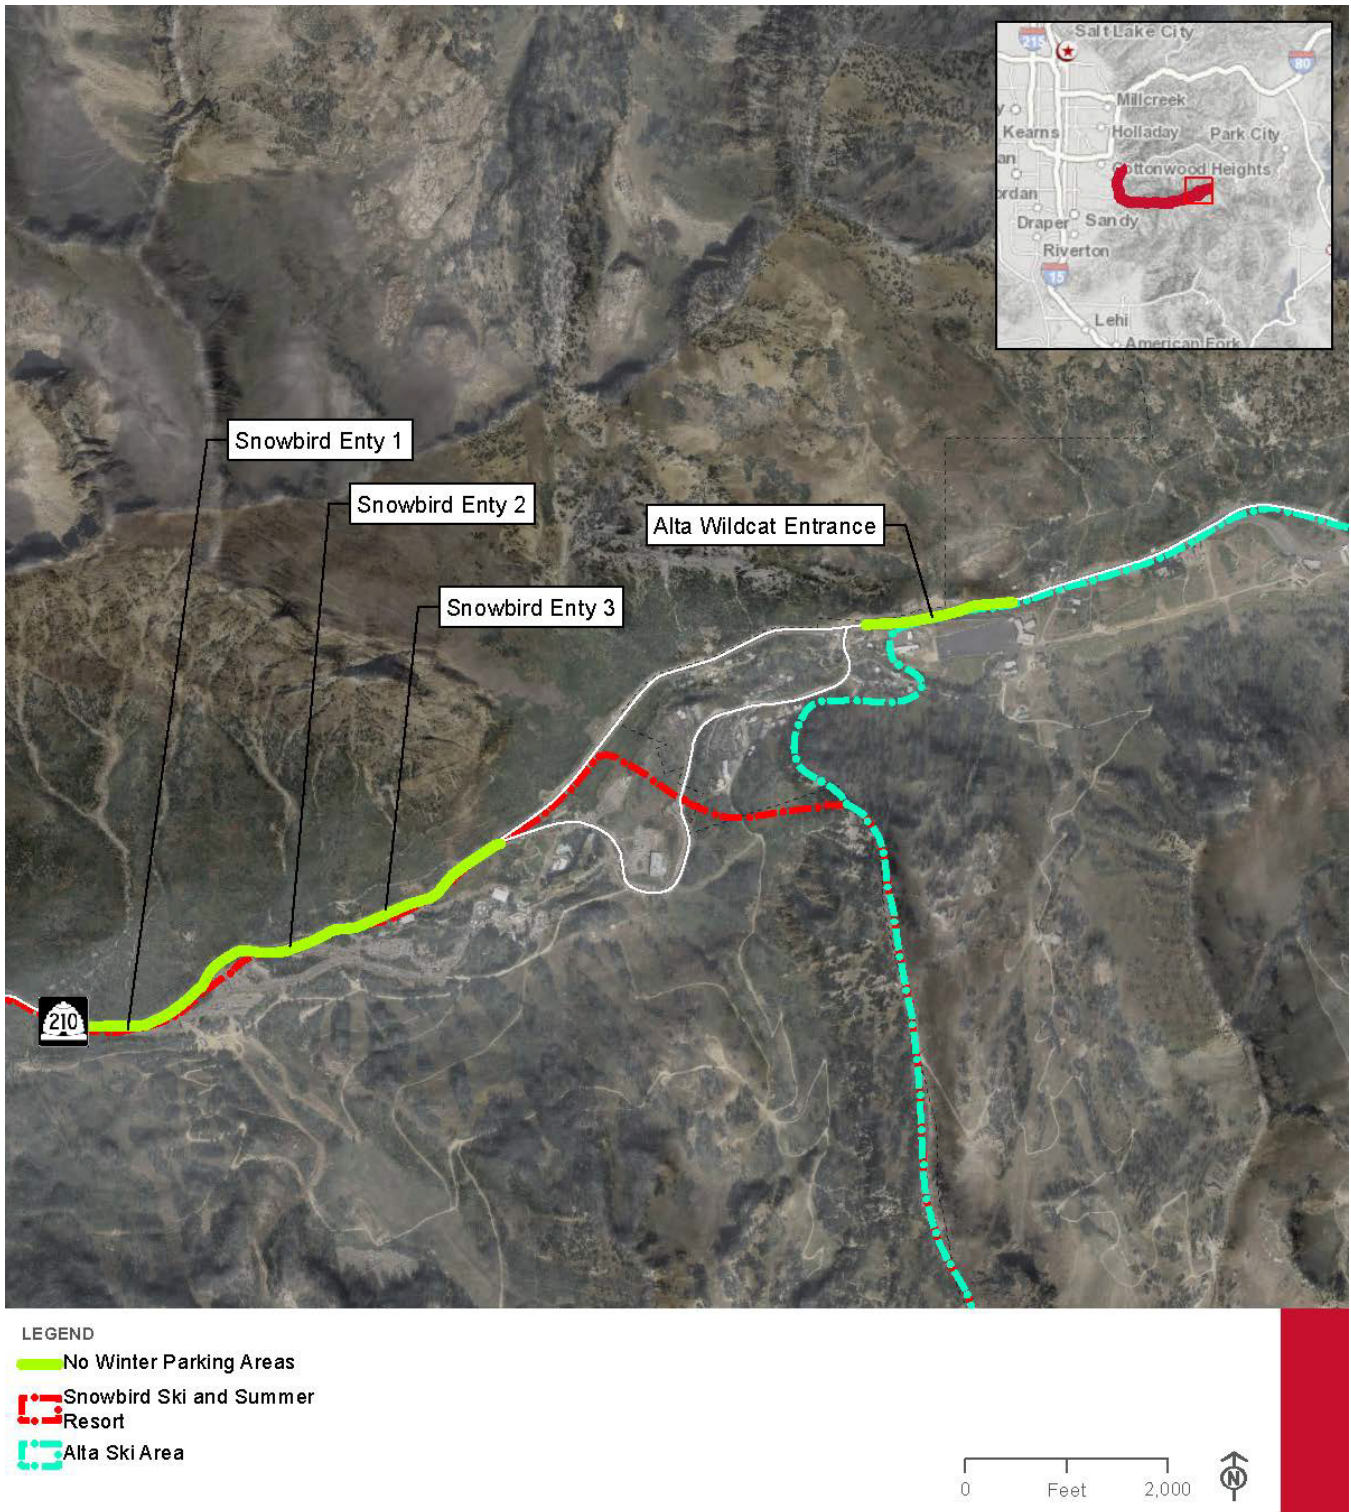 Salt Lake City
215
80
Millcreek
Kearns
Holladay
Park City
Cottonwood Heights
Draper
Sandy
Riverton
15
Lehi
American Fork
Snowbird Enty 1
Snowbird Enty 2
Alta Wildcat Entrance
Snowbird Enty 3
210
LEGEND
No Winter Parking Areas
Snowbird Ski and Summer
Resort
Alta Ski Area
0
Feet
2,000
N